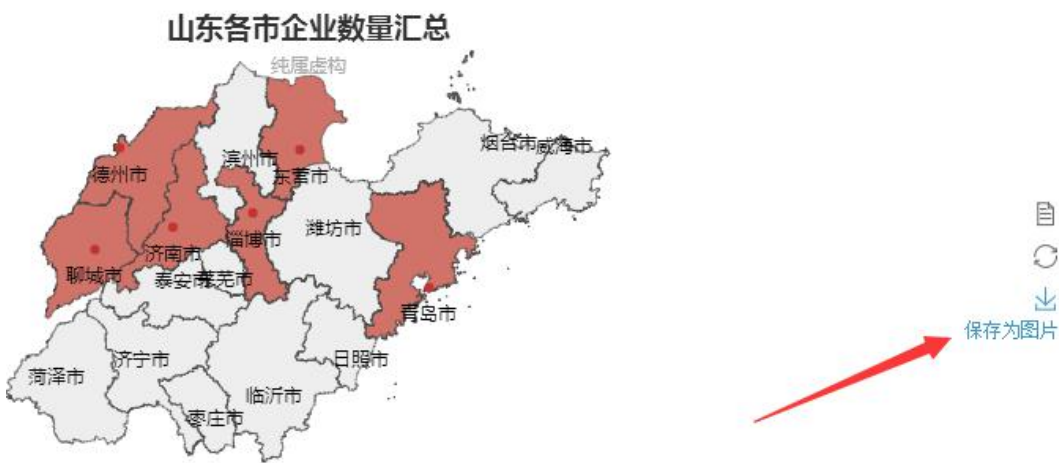 山东各市企业数量汇总
纯属虚构
烟台市
威海市
滨州市
德州市
东营市
潍坊市
淄博市
济南市
聊城市
泰安市
莱芜市
青岛市
保存为图片
日照市
济宁市
菏泽市
临沂市
枣庄市